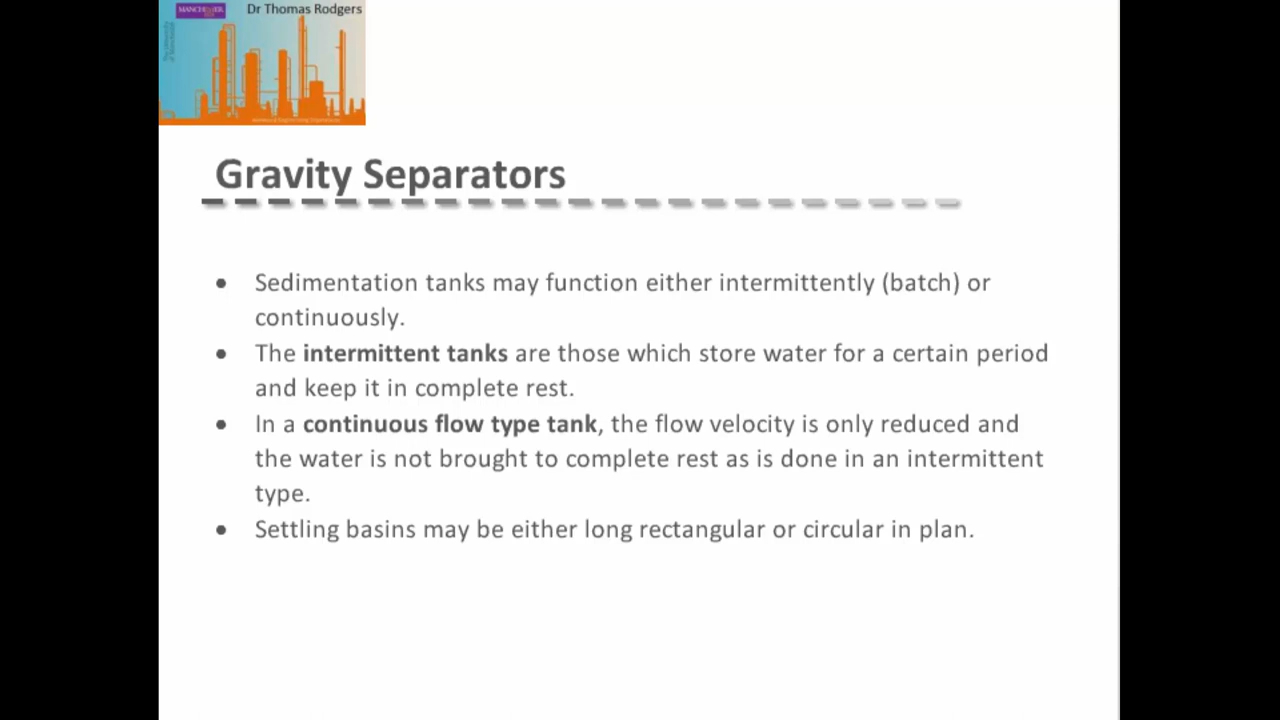 MANCHESTER
Dr Thomas Rodgers
Gravity Separators
• Sedimentation tanks may function either intermittently (batch) or
continuously.
• The intermittent tanks are those which store water for a certain period
and keep it in complete rest.
• In a continuous flow type tank, the flow velocity is only reduced and
the water is not brought to complete rest as is done in an intermittent
type.
• Settling basins may be either long rectangular or circular in plan.